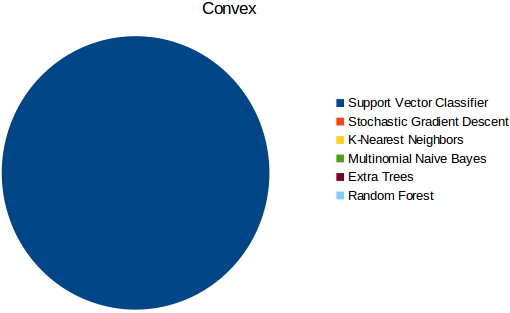 Convex
Support Vector Classifier
Stochastic Gradient Descent
K-Nearest Neighbors
Multinomial Naive Bayes
Extra Trees
Random Forest